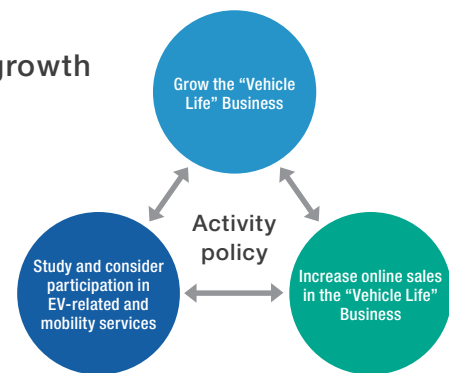 growth
Grow the “Vehicle
Life” Business
Activity
policy
Study and consider
participation in
EV-related and
mobility services
Increase online sales
in the “Vehicle Life”
Business